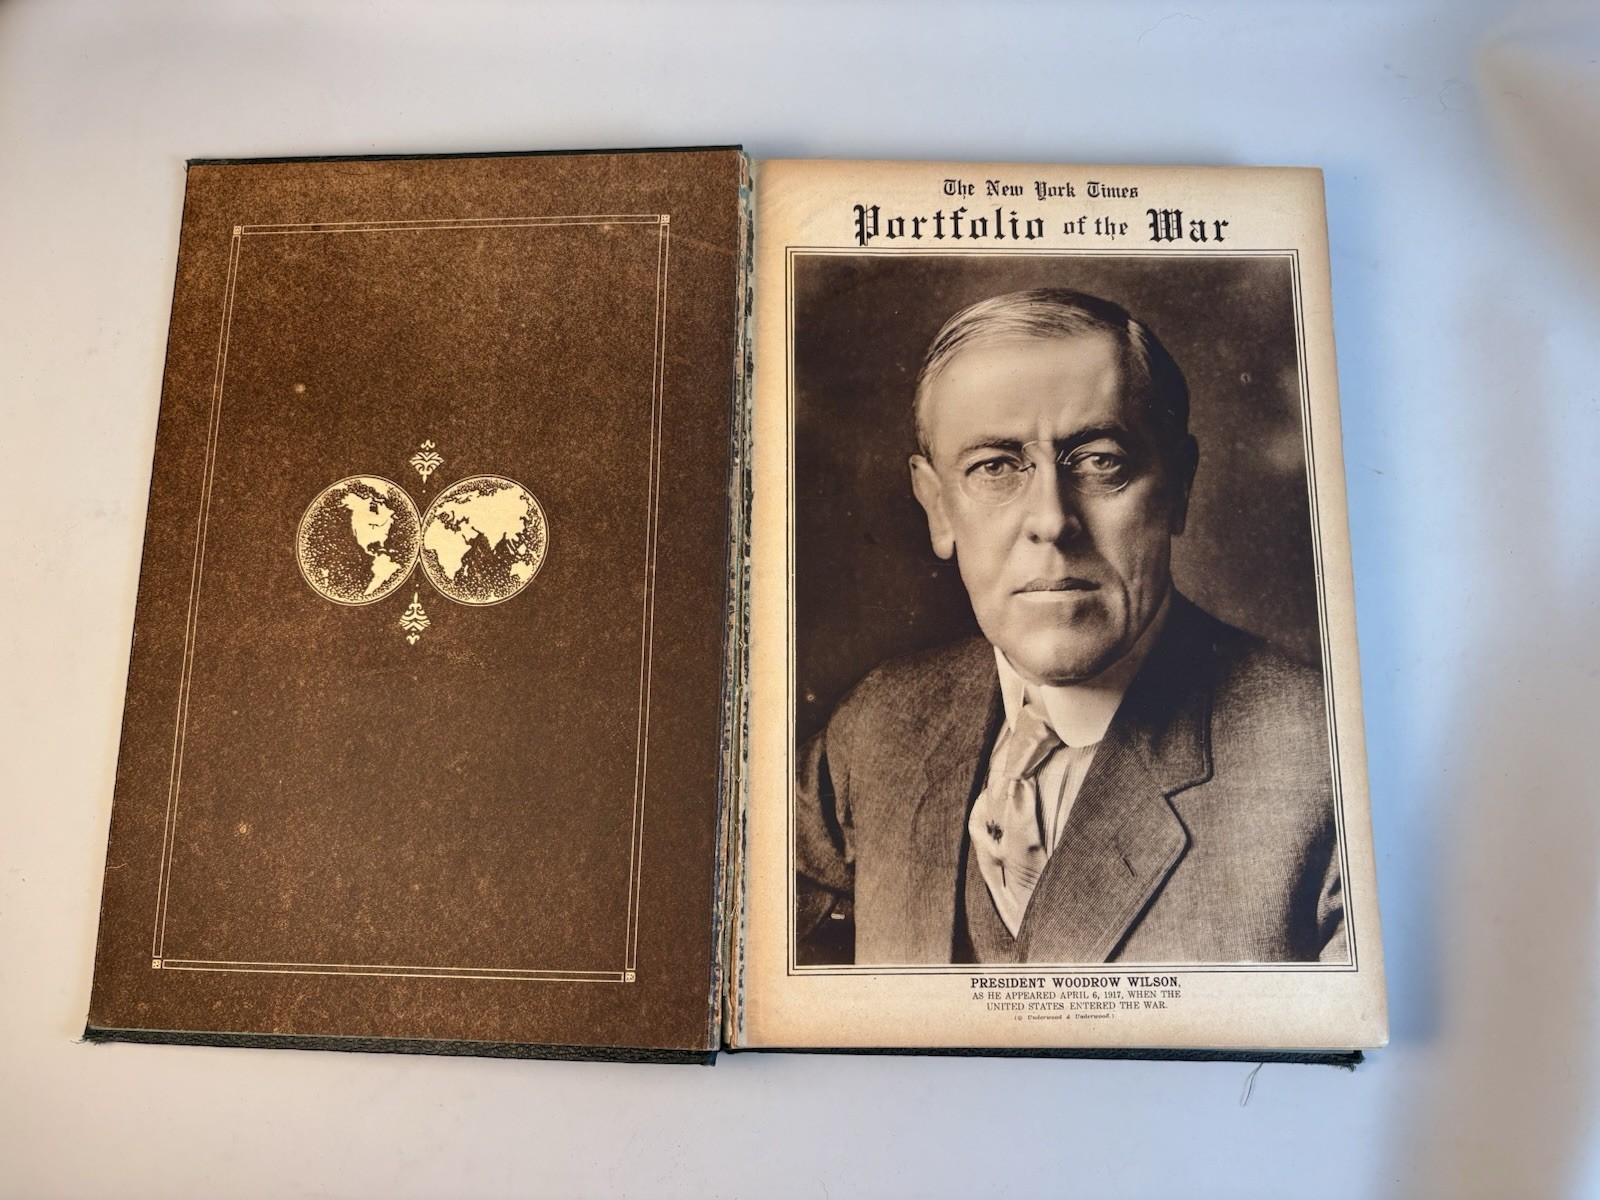 The New York Times
Portfolio of the War
PRESIDENT WOODROW WILSON,
AS HE APPEARED APRIL 6, 1917, WHEN THE
UNITED STATES ENTERED THE WAR.
(© Underwood & Underwood.)